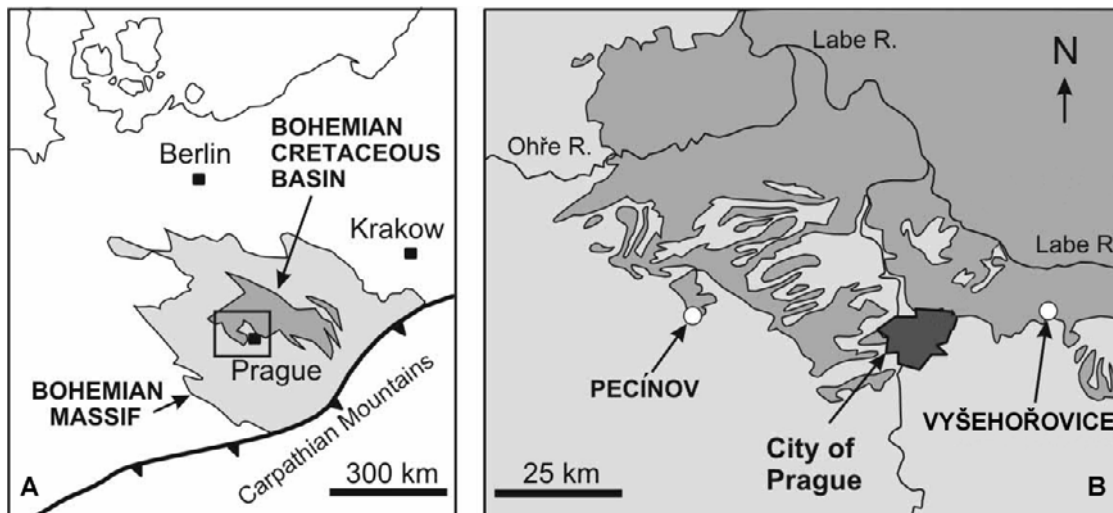 Berlin
BOHEMIAN
CRETACEOUS
BASIN
Krakow
Prague
BOHEMIAN
MASSIF
Carpathian Mountains
300 km
A
Labe R.
N
Ohře R.
Labe R.
PECÍNOV
VYŠEHOŘOVICE
City of
Prague
25 km
B